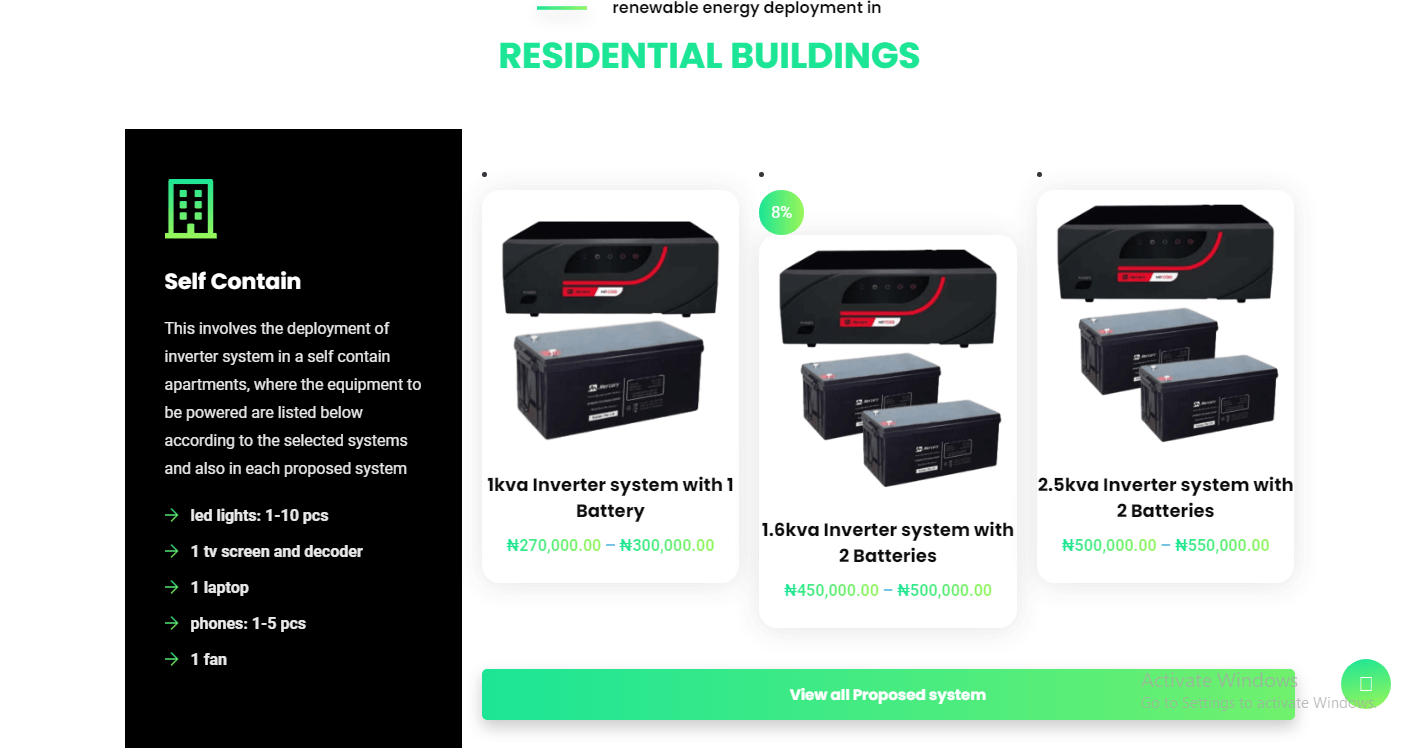 renewable energy deployment in
RESIDENTIAL BUILDINGS
Self Contain
This involves the deployment of
inverter system in a self contain
apartments, where the equipment to
be powered are listed below
according to the selected systems
and also in each proposed system
led lights: 1-10 pcs
1 tv screen and decoder
1 laptop
phones: 1-5 pcs
1 fan
1kva Inverter system with 1
Battery
₦270,000.00 – ₦300,000.00
8%
1.6kva Inverter system with
2 Batteries
₦450,000.00 – ₦500,000.00
2.5kva Inverter system with
2 Batteries
₦500,000.00 – ₦550,000.00
View all Proposed system
Activate Windows
Go to Settings to activate Windows.